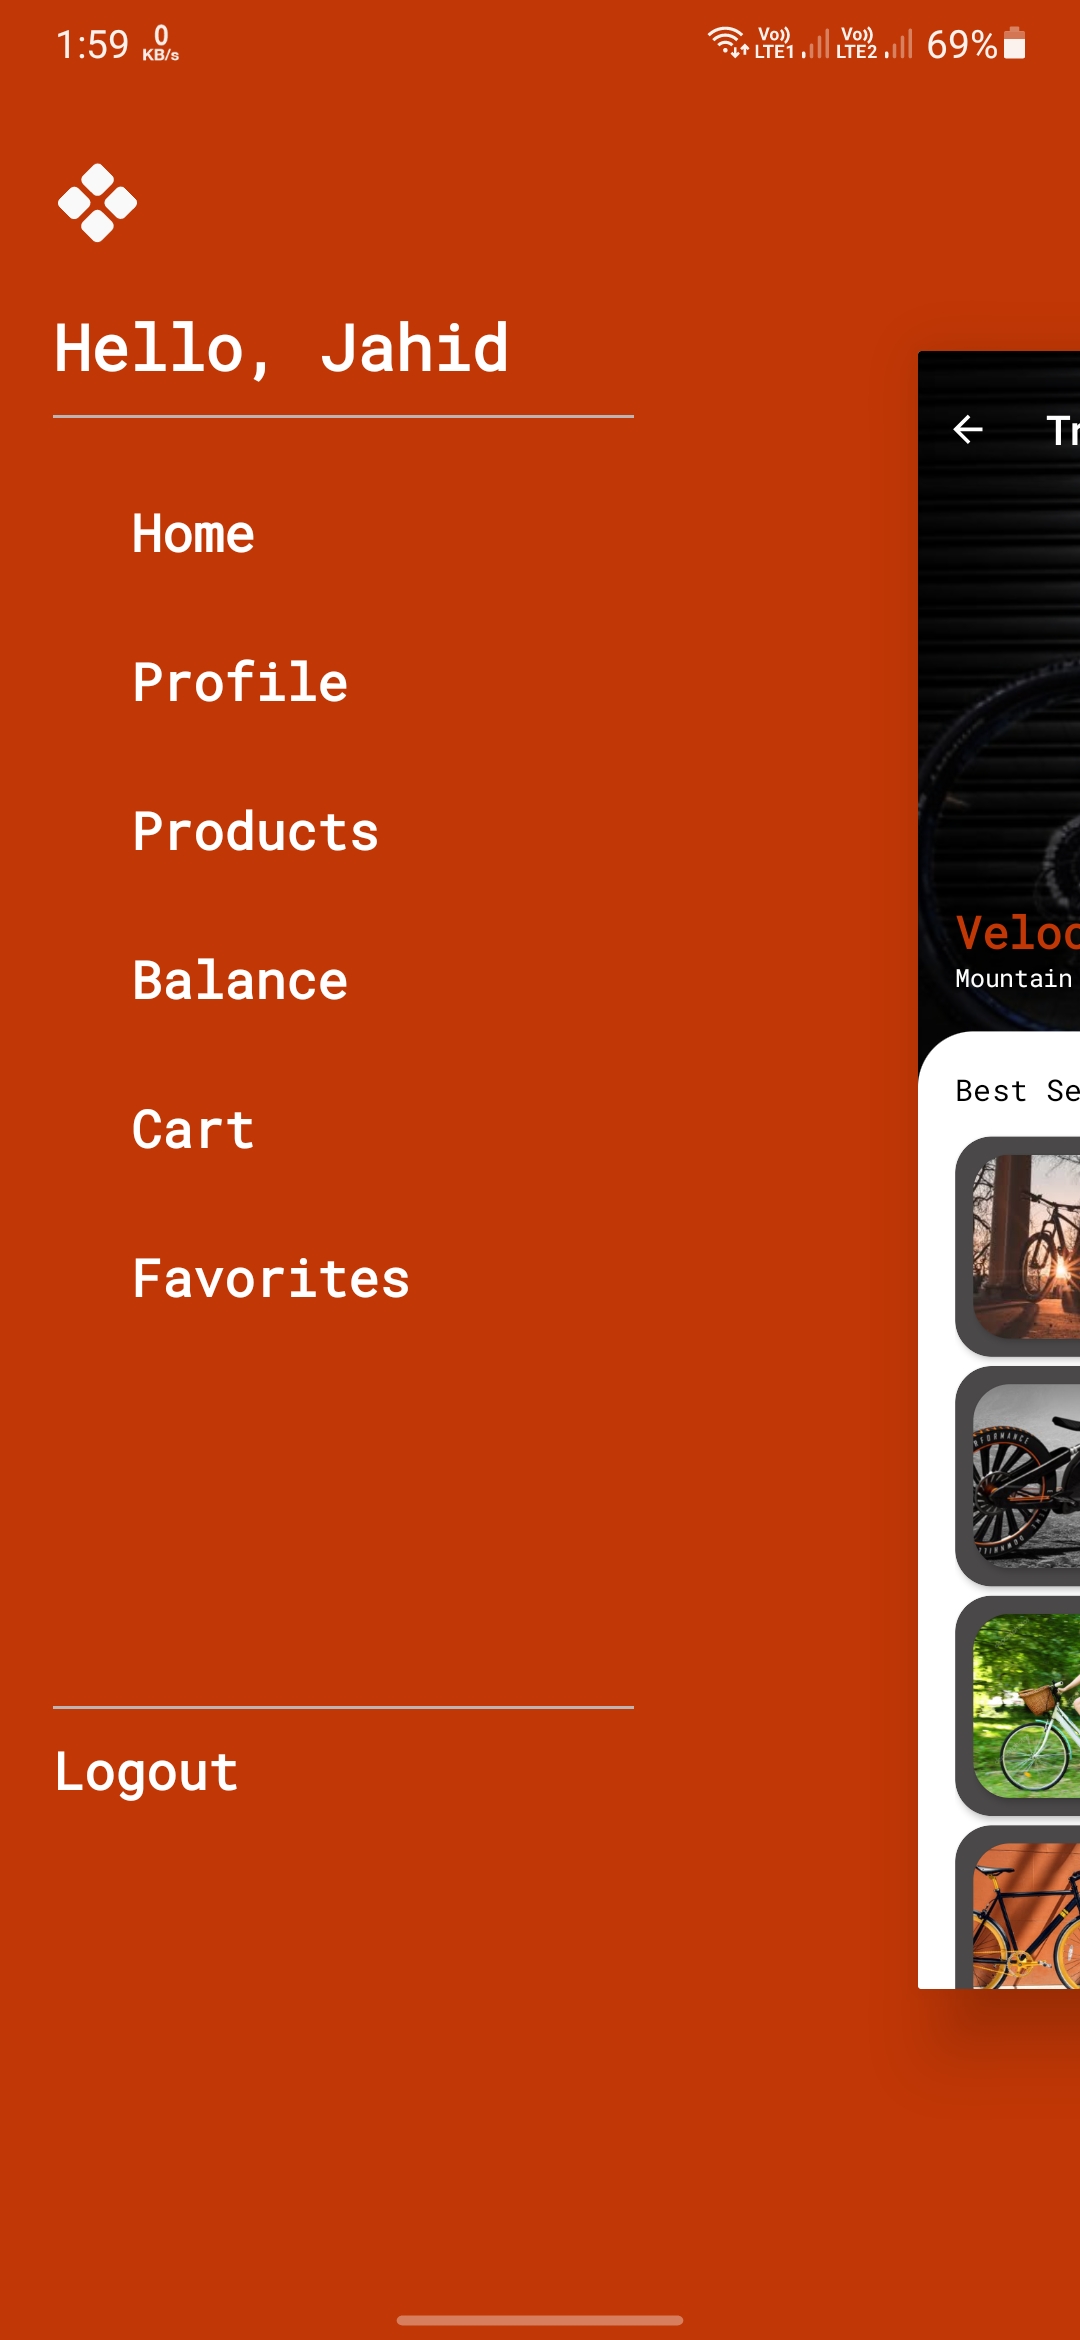 1:59 0 KB/s Vo)) LTE1 Vo)) LTE2 69%
Hello, Jahid
Home
Profile
Products
Balance
Cart
Favorites
Logout
Tr
Veloc
Mountain
Best Se